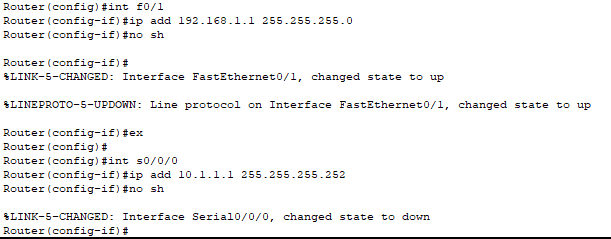 Router(config)#int f0/1
Router(config-if)#ip add 192.168.1.1 255.255.255.0
Router(config-if)#no sh
Router(config-if)#
%LINK-5-CHANGED: Interface FastEthernet0/1, changed state to up
%LINEPROTO-5-UPDOWN: Line protocol on Interface FastEthernet0/1, changed state to up
Router(config-if)#ex
Router(config)#
Router(config)#int s0/0/0
Router(config-if)#ip add 10.1.1.1 255.255.255.252
Router(config-if)#no sh
%LINK-5-CHANGED: Interface Serial0/0/0, changed state to down
Router(config-if)#